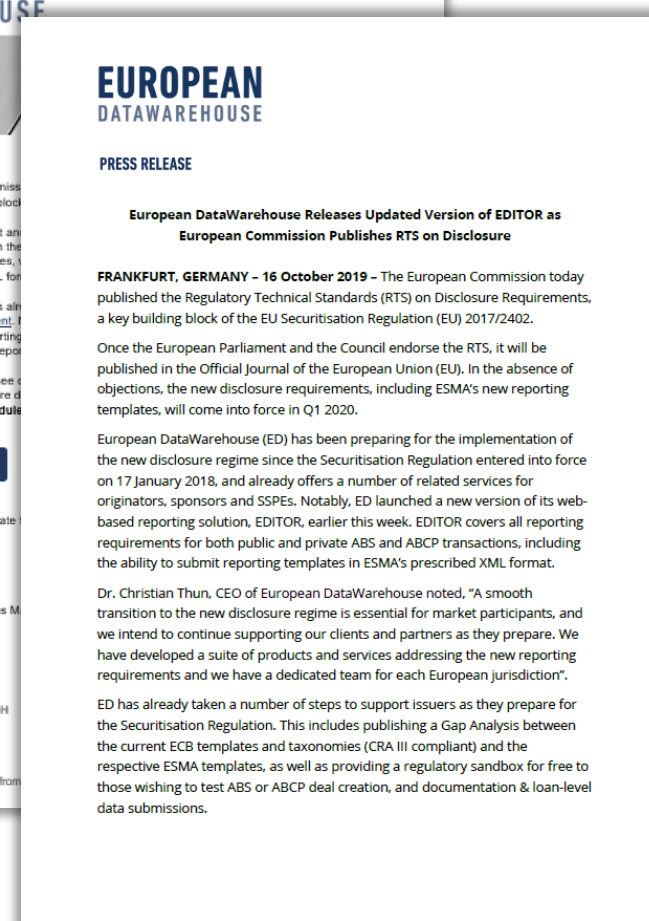 EUROPEAN
DATAWAREHOUSE
PRESS RELEASE
European DataWarehouse Releases Updated Version of EDITOR as
European Commission Publishes RTS on Disclosure
FRANKFURT, GERMANY – 16 October 2019 – The European Commission today
published the Regulatory Technical Standards (RTS) on Disclosure Requirements,
a key building block of the EU Securitisation Regulation (EU) 2017/2402.
Once the European Parliament and the Council endorse the RTS, it will be
published in the Official Journal of the European Union (EU). In the absence of
objections, the new disclosure requirements, including ESMA’s new reporting
templates, will come into force in Q1 2020.
European DataWarehouse (ED) has been preparing for the implementation of
the new disclosure regime since the Securitisation Regulation entered into force
on 17 January 2018, and already offers a number of related services for
originators, sponsors and SSPEs. Notably, ED launched a new version of its web-
based reporting solution, EDITOR, earlier this week. EDITOR covers all reporting
requirements for both public and private ABS and ABCP transactions, including
the ability to submit reporting templates in ESMA’s prescribed XML format.
Dr. Christian Thun, CEO of European DataWarehouse noted, “A smooth
transition to the new disclosure regime is essential for market participants, and
we intend to continue supporting our clients and partners as they prepare. We
have developed a suite of products and services addressing the new reporting
requirements and we have a dedicated team for each European jurisdiction”.
ED has already taken a number of steps to support issuers as they prepare for
the Securitisation Regulation. This includes publishing a Gap Analysis between
the current ECB templates and taxonomies (CRA III compliant) and the
respective ESMA templates, as well as providing a regulatory sandbox for free to
those wishing to test ABS or ABCP deal creation, and documentation & loan-level
data submissions.